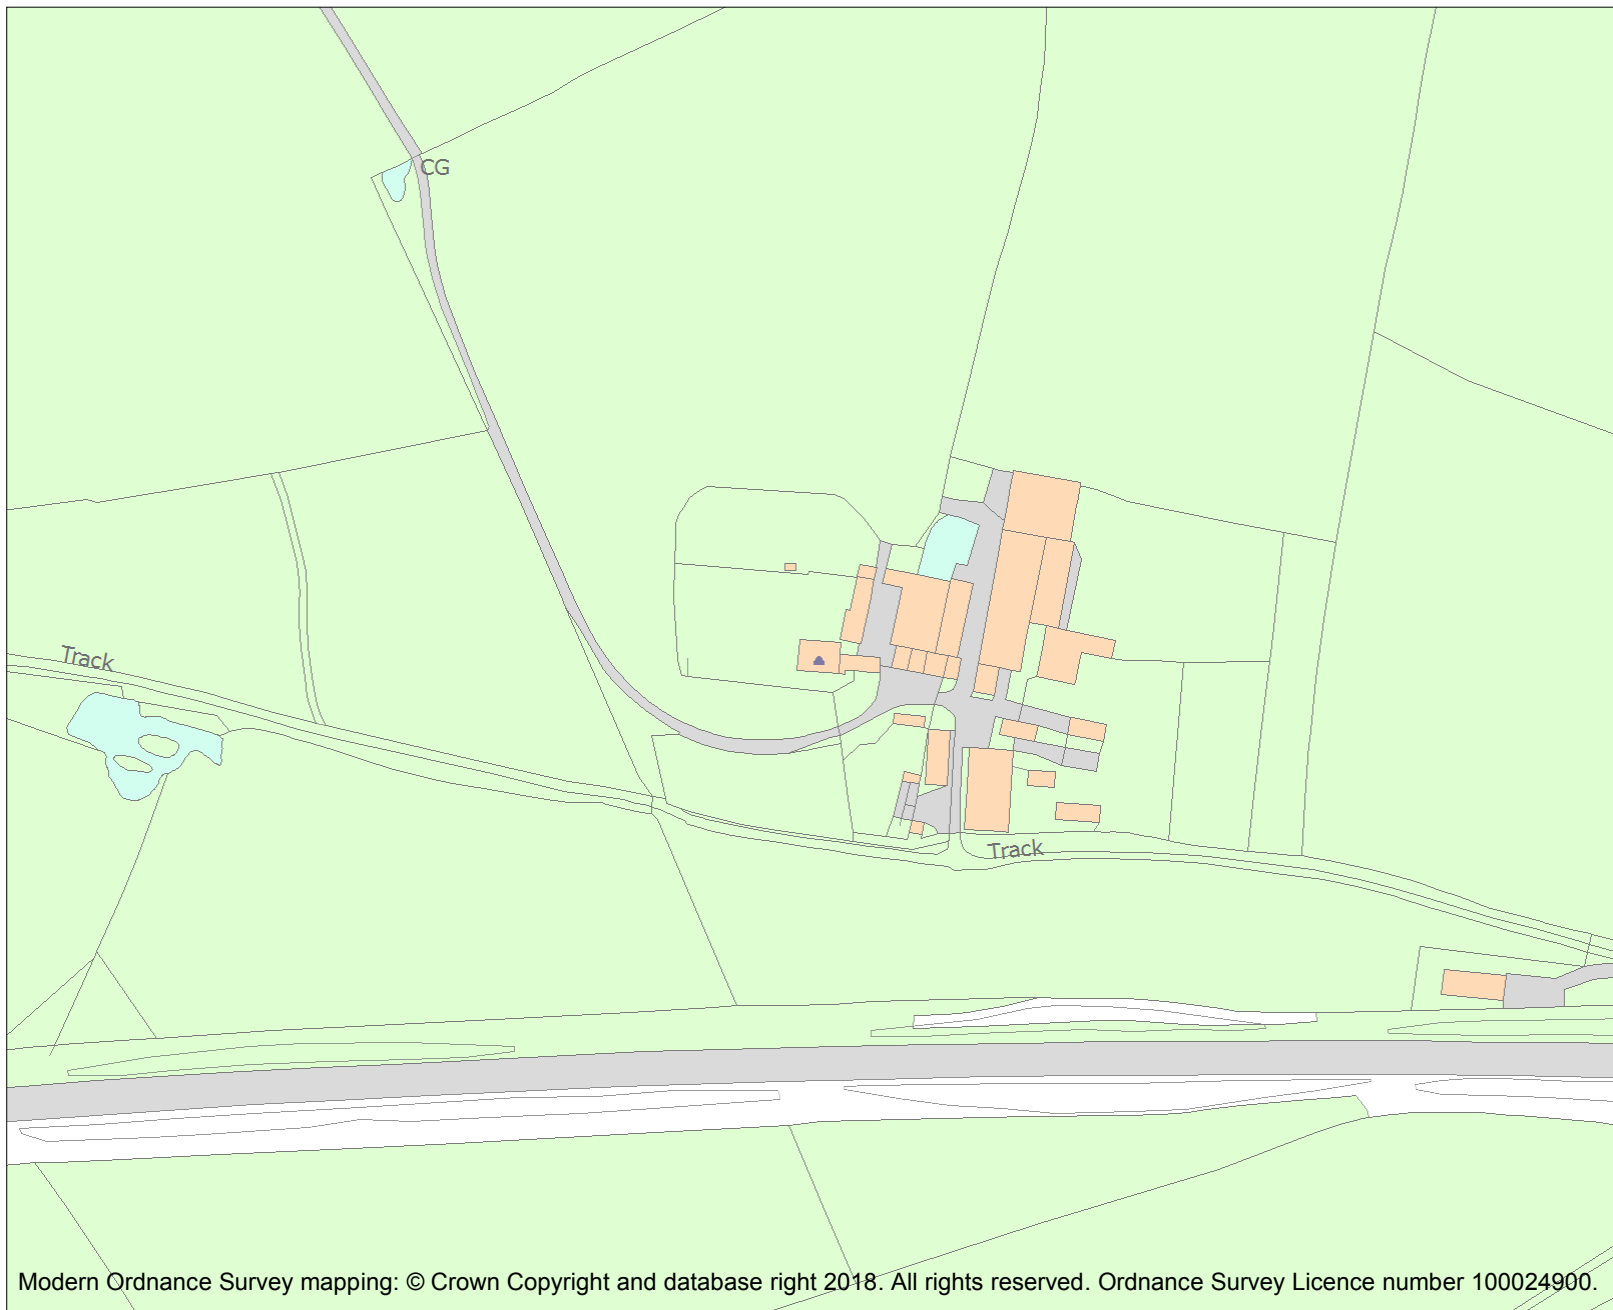 CG
Track
Track
Modern Ordnance Survey mapping: © Crown Copyright and database right 2018. All rights reserved. Ordnance Survey Licence number 100024900.